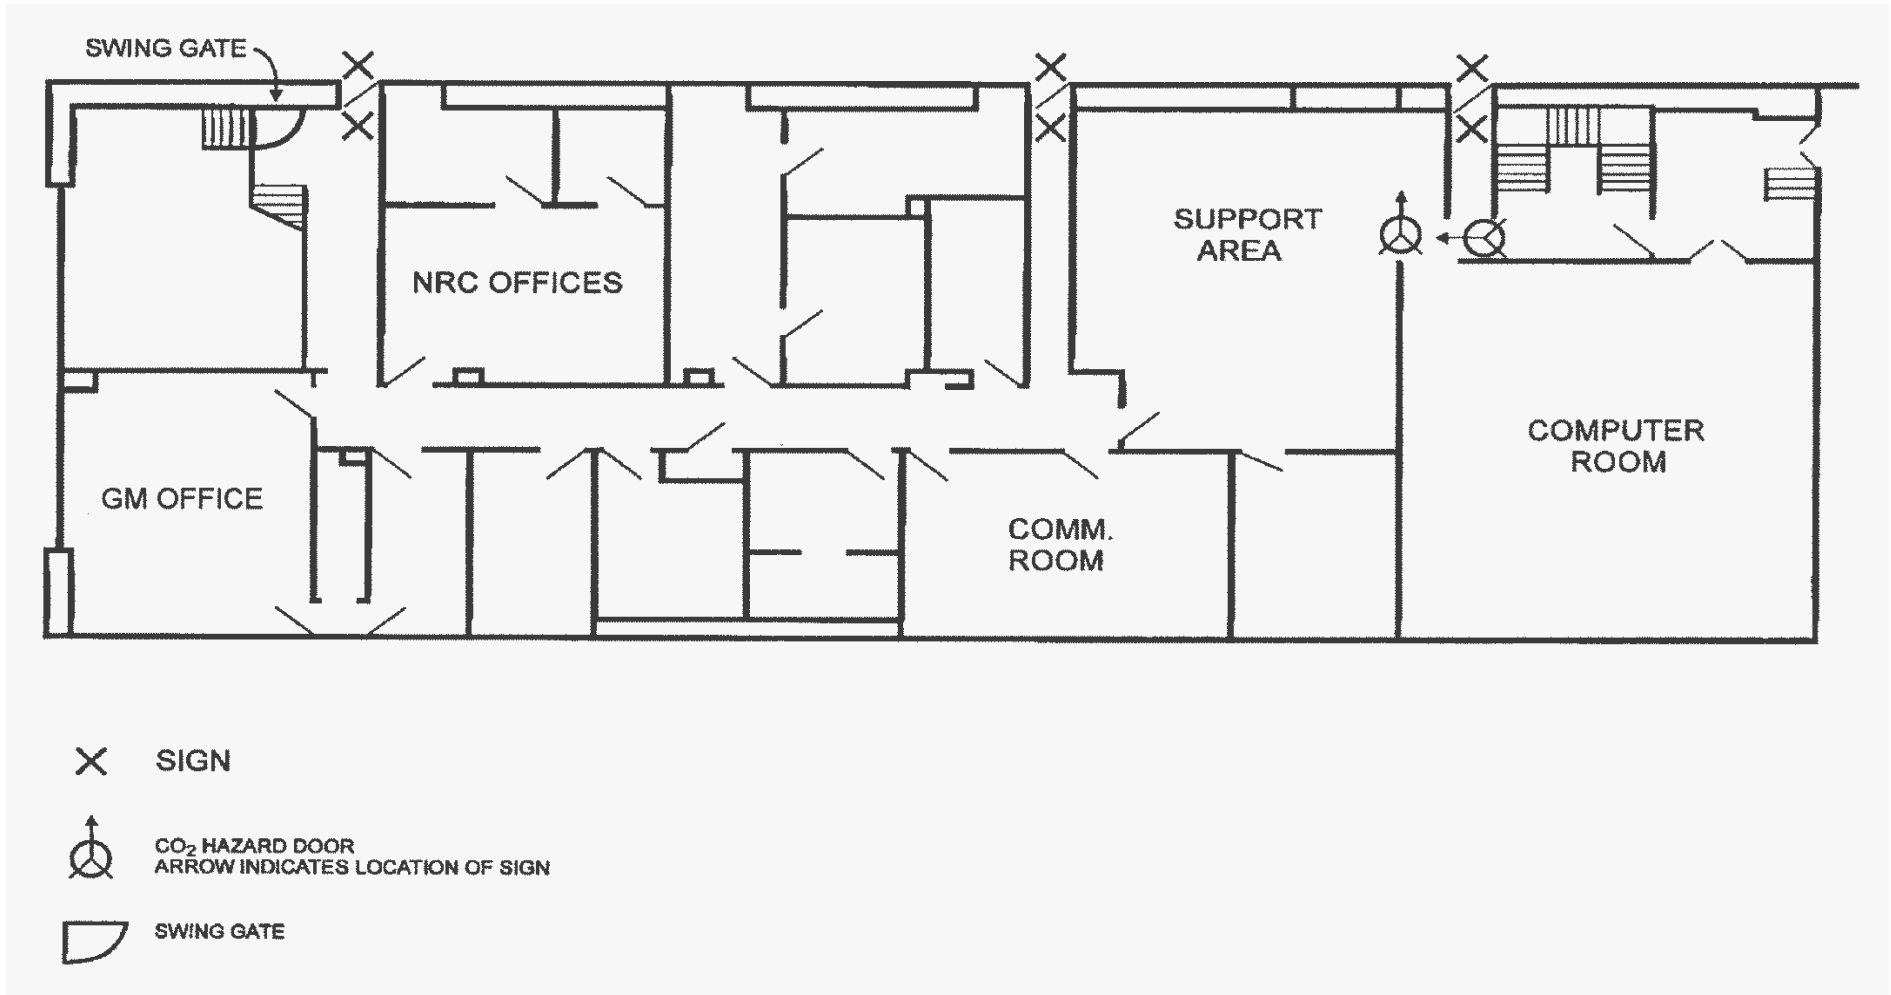 SWING GATE
NRC OFFICES
SUPPORT
AREA
COMPUTER
ROOM
GM OFFICE
COMM.
ROOM
SIGN
CO₂ HAZARD DOOR
ARROW INDICATES LOCATION OF SIGN
SWING GATE